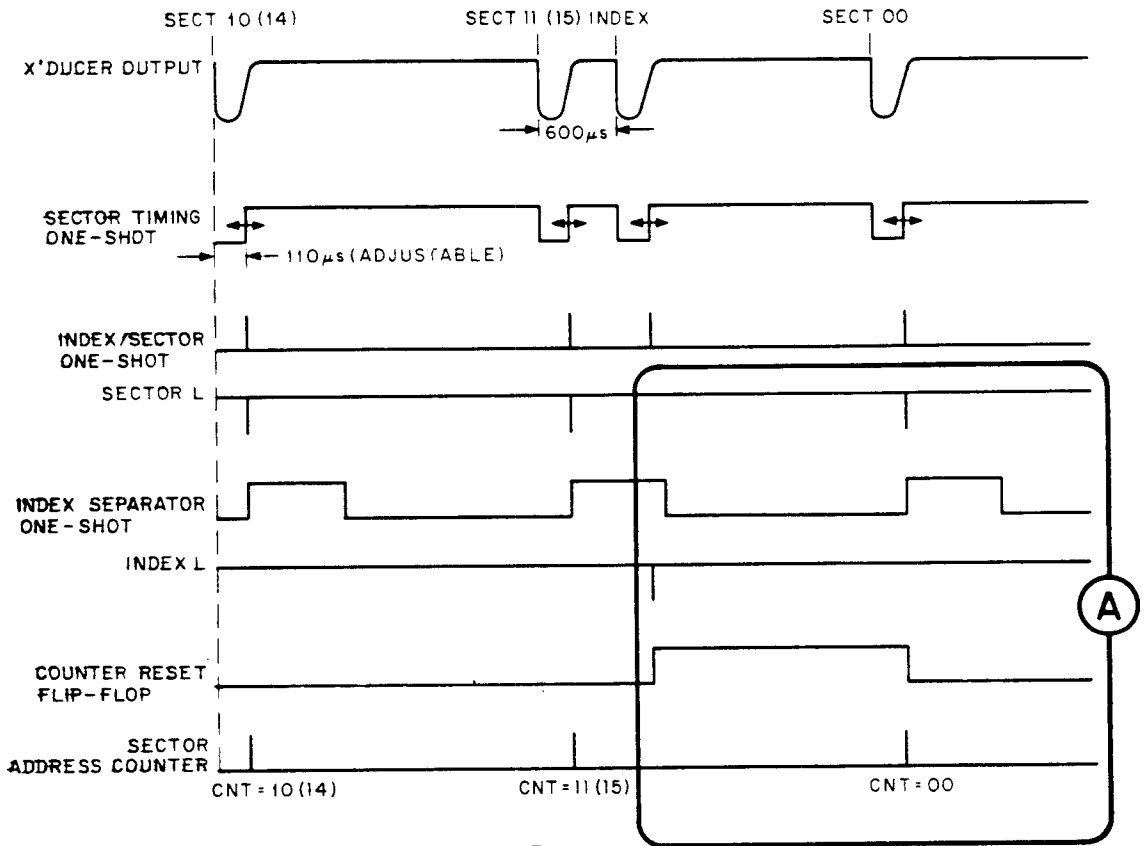 SECT 10 (14) SECT 11 (15) INDEX SECT 00
X'DUCER OUTPUT
600µs
SECTOR TIMING
ONE-SHOT
110µs (ADJUSTABLE)
INDEX/SECTOR
ONE-SHOT
SECTOR L
INDEX SEPARATOR
ONE-SHOT
INDEX L
A
COUNTER RESET
FLIP-FLOP
SECTOR
ADDRESS COUNTER
CNT = 10 (14) CNT = 11 (15) CNT = 00